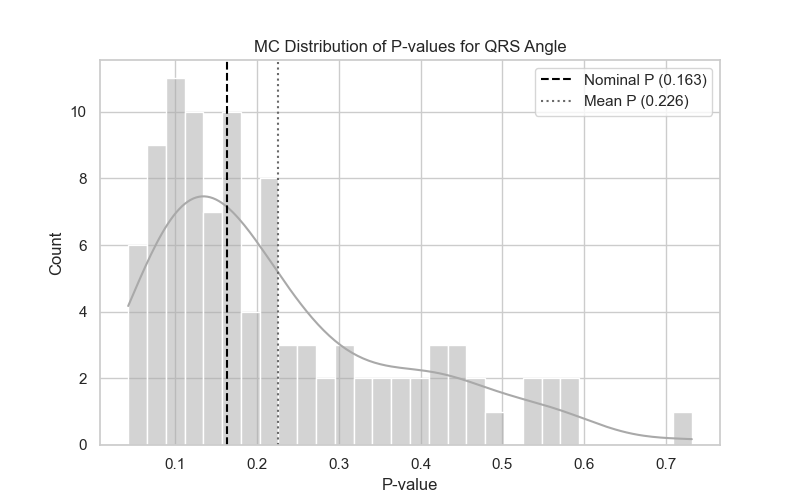 MC Distribution of P-values for QRS Angle
Nominal P (0.163)
Mean P (0.226)
Count
10
8
6
4
2
0
0.1 0.2 0.3 0.4 0.5 0.6 0.7
P-value